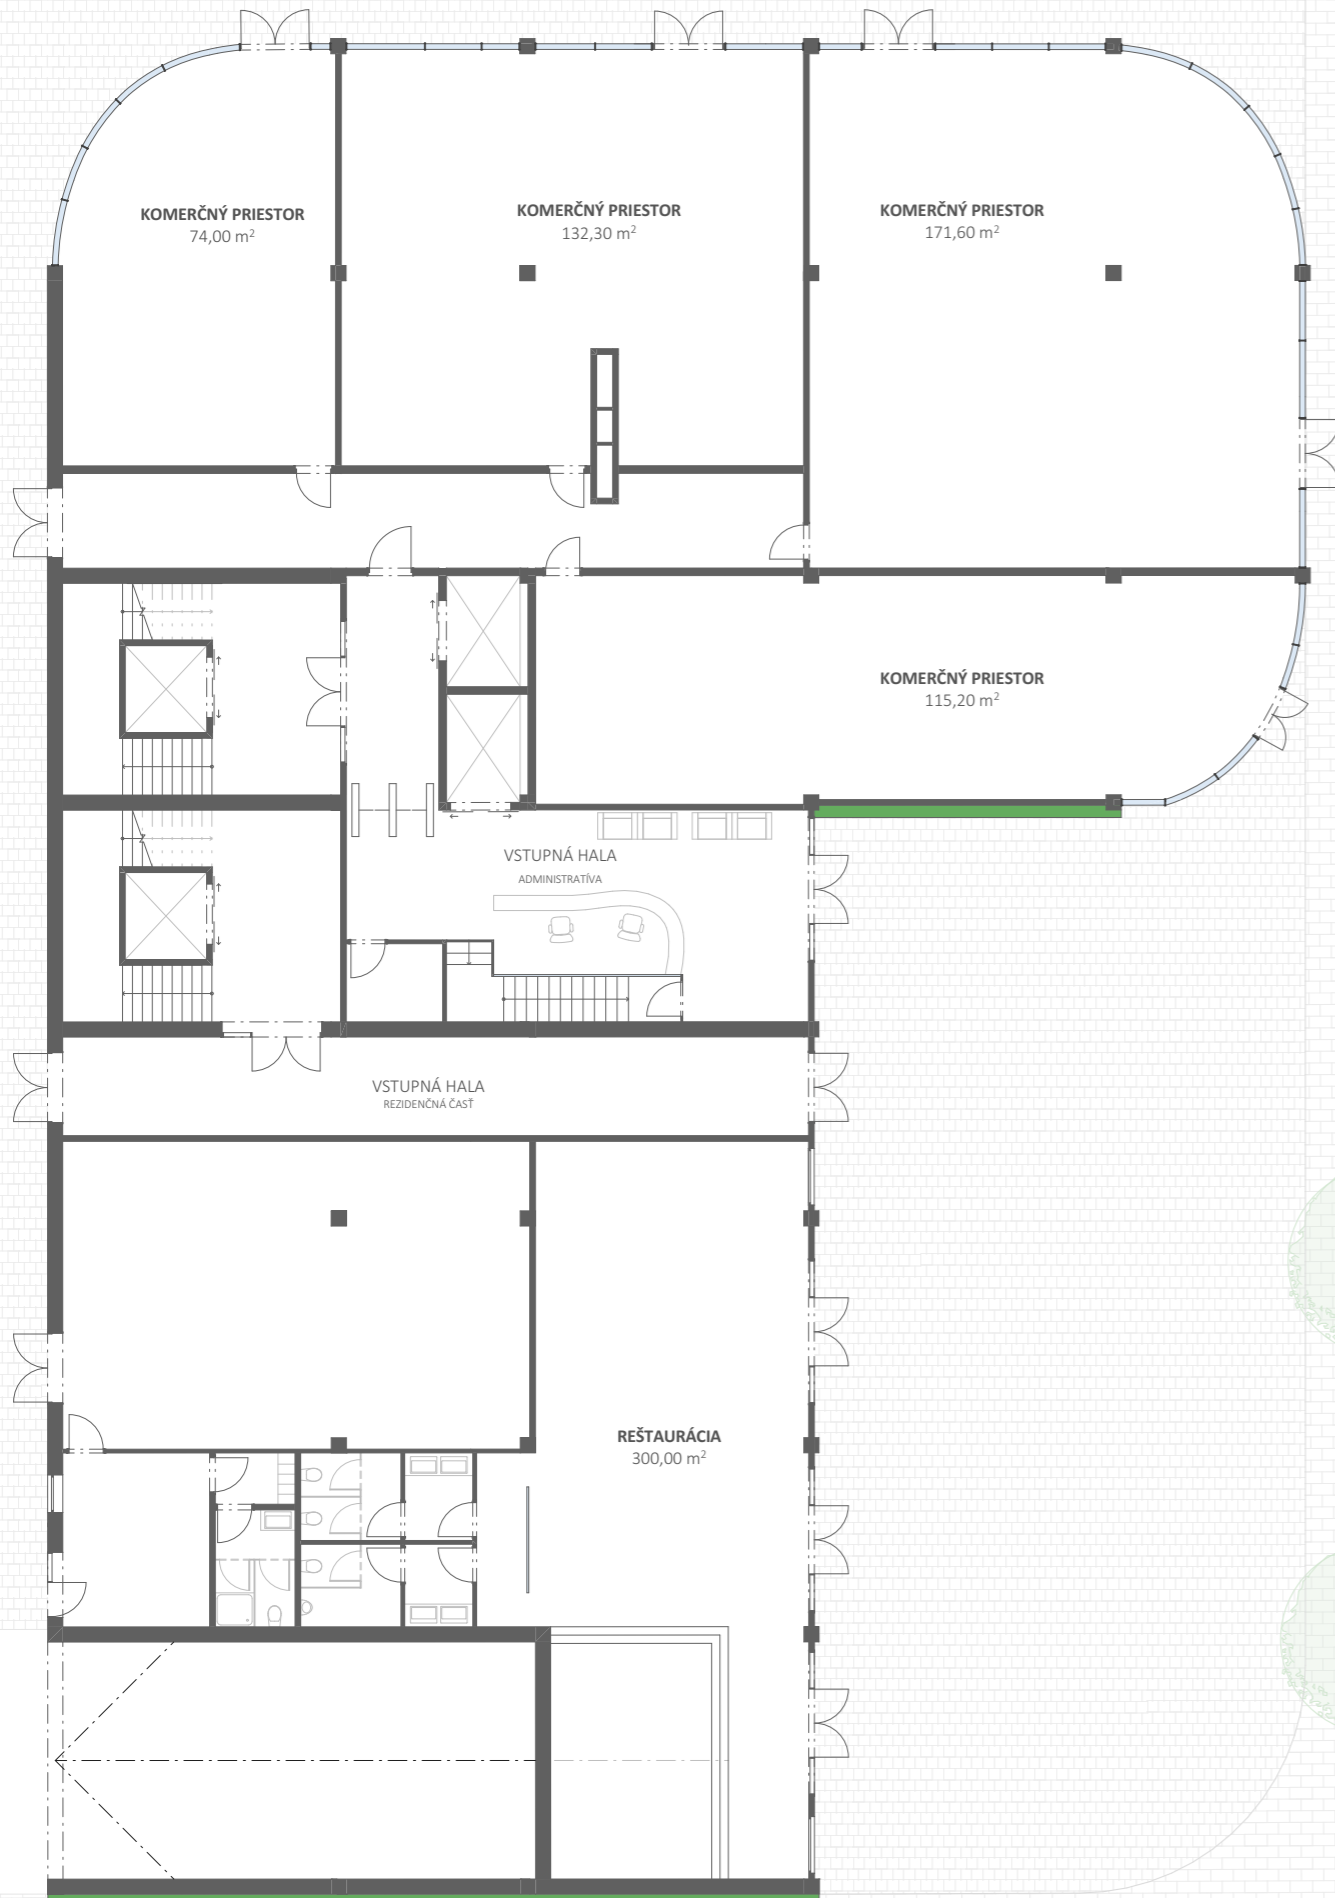 KOMERČNÝ PRIESTOR
74,00 m²
KOMERČNÝ PRIESTOR
132,30 m²
KOMERČNÝ PRIESTOR
171,60 m²
KOMERČNÝ PRIESTOR
115,20 m²
VSTUPNÁ HALA
ADMINISTRATÍVA
VSTUPNÁ HALA
REZIDENČNÁ ČASŤ
REŠTAURÁCIA
300,00 m²